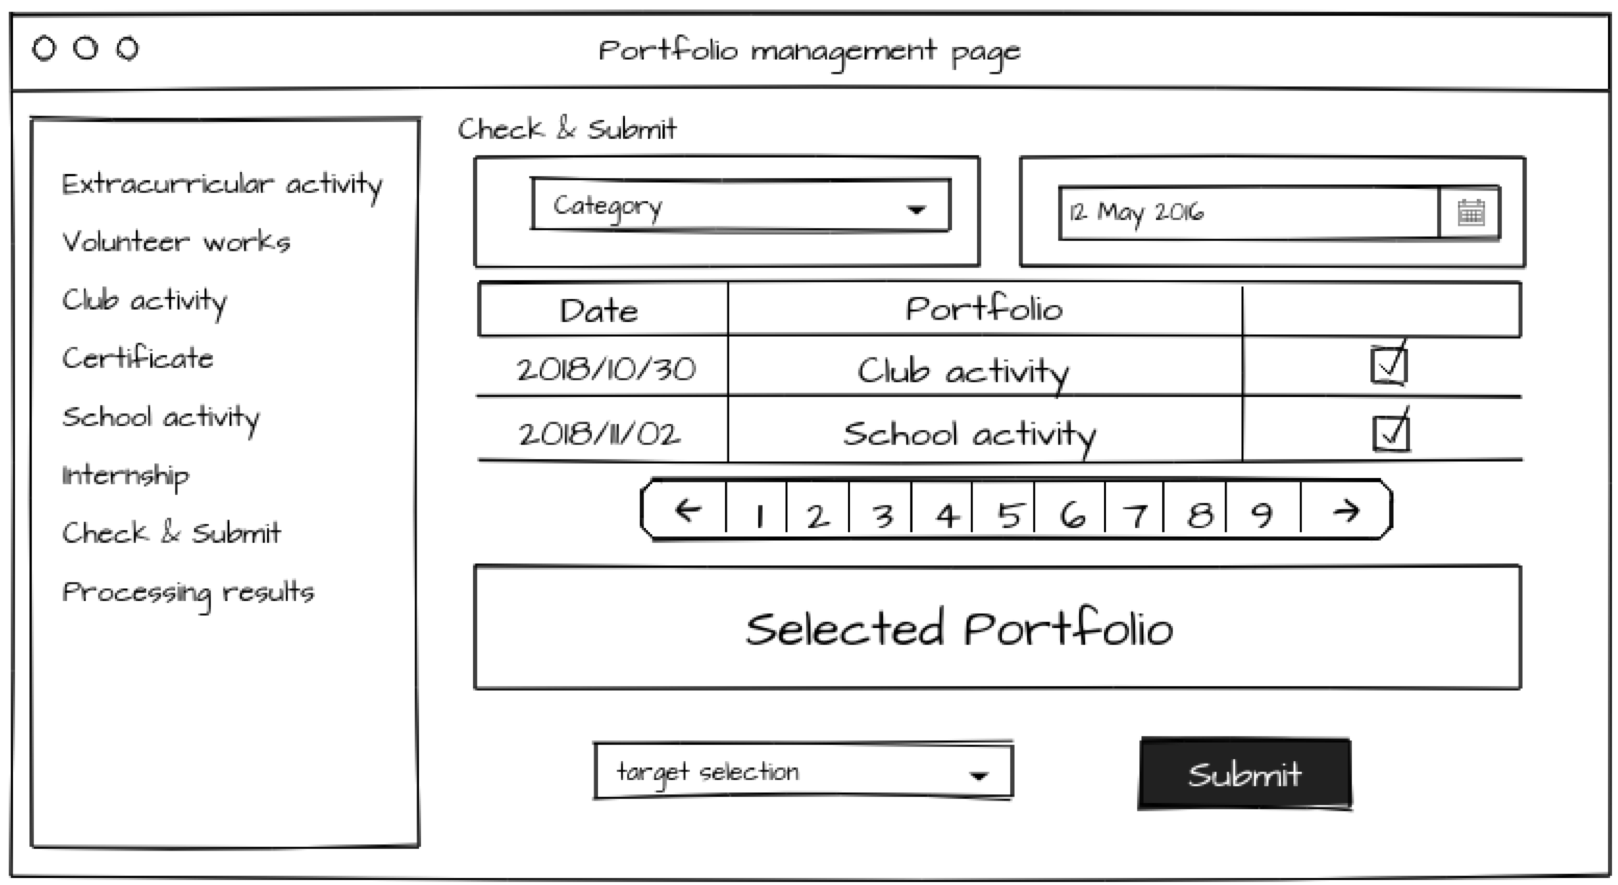 Portfolio management page
Extracurricular activity
Volunteer works
Club activity
Certificate
School activity
Internship
Check & Submit
Processing results
Check & Submit
Category
12 May 2016
Date Portfolio
2018/10/30 Club activity
2018/11/02 School activity
← 1 2 3 4 5 6 7 8 9 →
Selected Portfolio
target selection
Submit